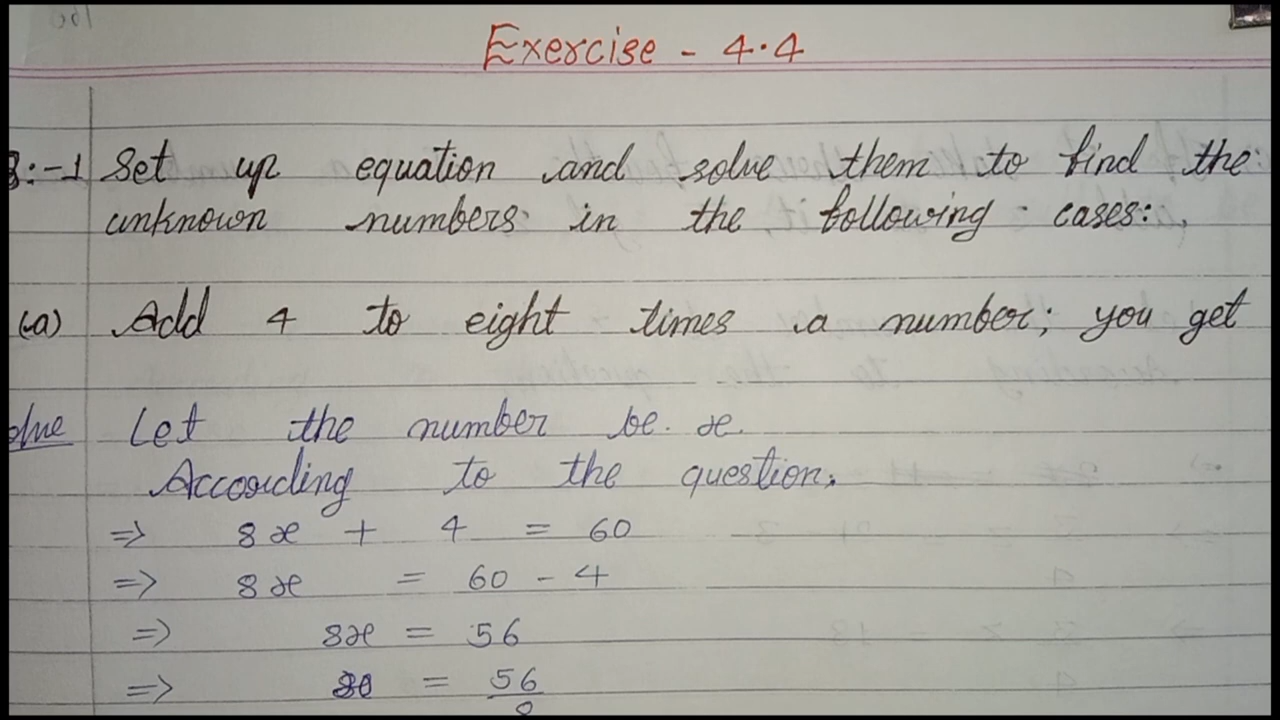 Exercise - 4.4
:-1 Set up equation and solve them to find the
unknown numbers in the following cases:
(a) Add 4 to eight times a number; you get
Let the number be x.
According to the question.
⇒ 8x + 4 = 60
⇒ 8x = 60 - 4
⇒ 8x = 56
⇒ = 56